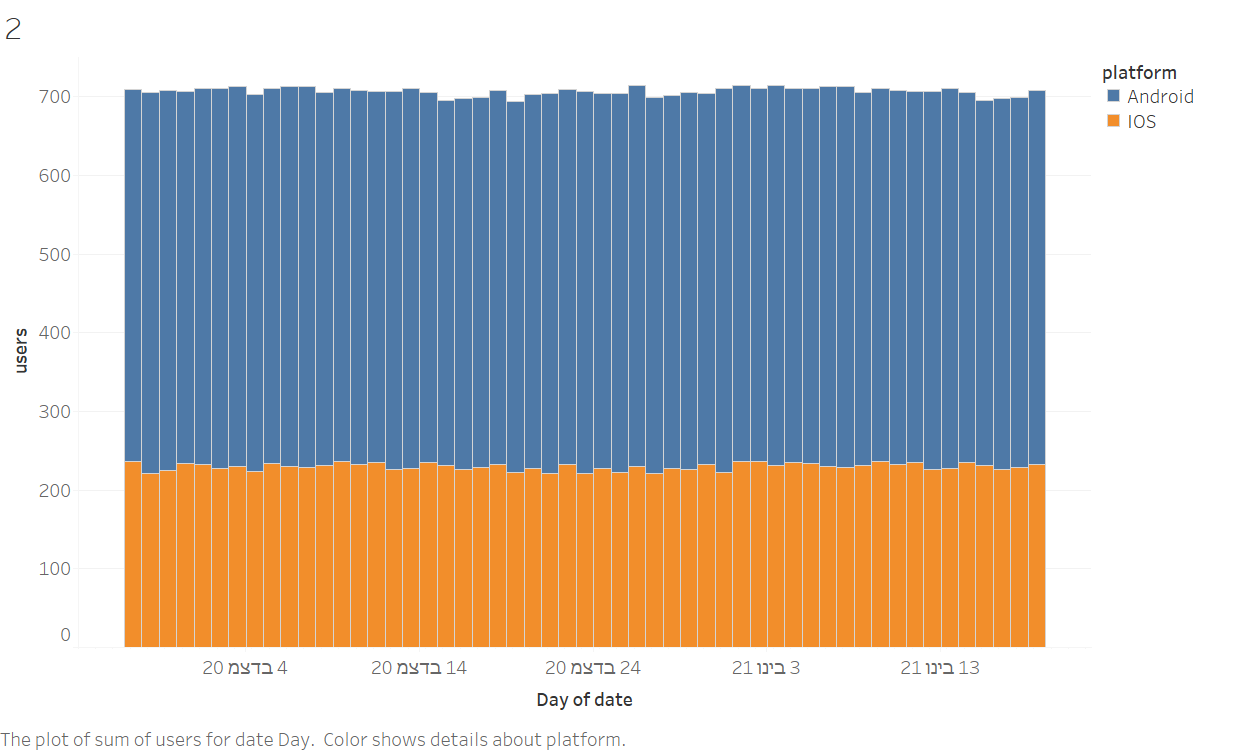 2
platform
Android
IOS
700
600
500
400
300
200
100
0
users
4 בדצמ 20
14 בדצמ 20
24 בדצמ 20
3 בינו 21
13 בינו 21
Day of date
The plot of sum of users for date Day.  Color shows details about platform.